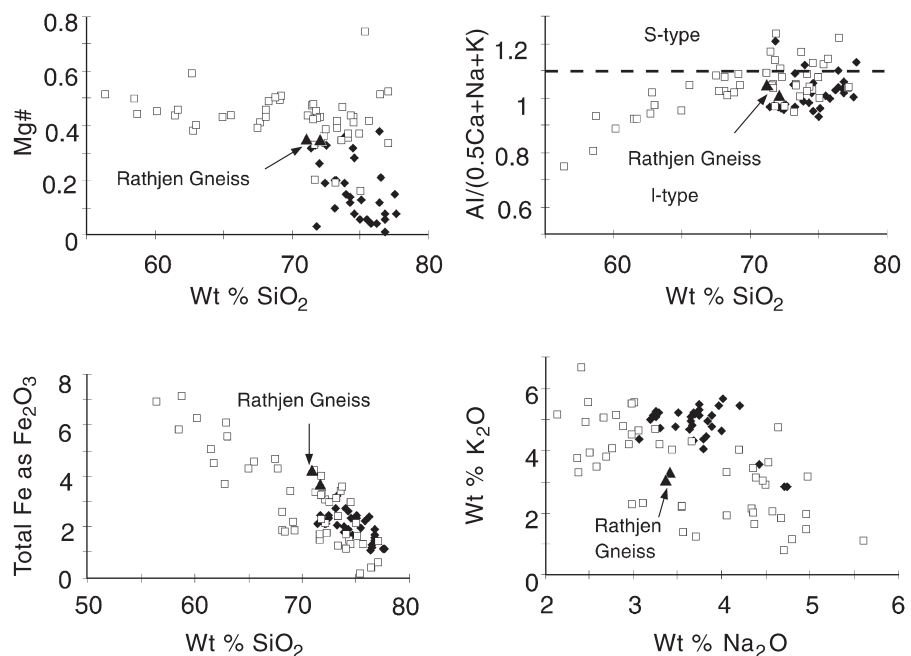 0.8
0.6
0.4
0.2
0
Mg#
Rathjen Gneiss
60
70
80
Wt % SiO2
1.2
1
0.8
0.6
Al/(0.5Ca+Na+K)
S-type
Rathjen Gneiss
I-type
60
70
80
Wt % SiO2
8
6
4
2
0
Total Fe as Fe2O3
Rathjen Gneiss
50
60
70
80
Wt % SiO2
8
6
4
2
0
Wt % K2O
Rathjen
Gneiss
2
3
4
5
6
Wt % Na2O